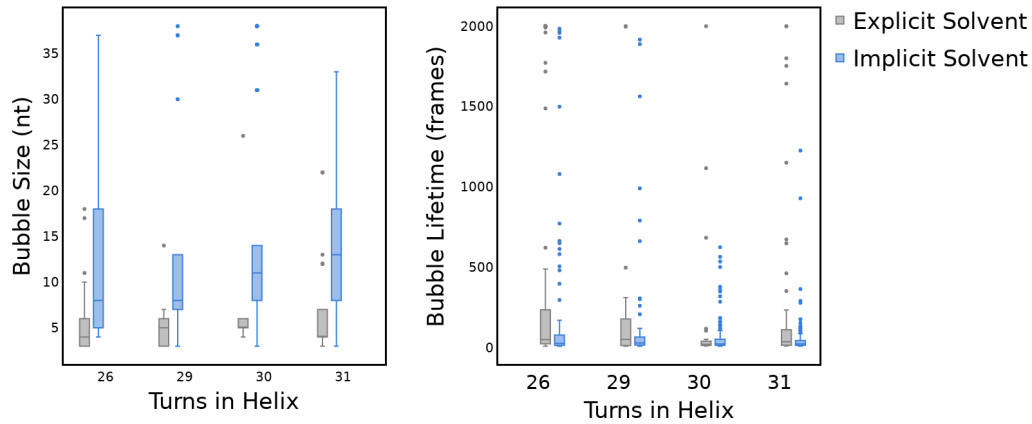 Bubble Size (nt)
35
30
25
20
15
10
5
26 29 30 31
Turns in Helix
Bubble Lifetime (frames)
2000
1500
1000
500
0
26 29 30 31
Turns in Helix
Explicit Solvent
Implicit Solvent